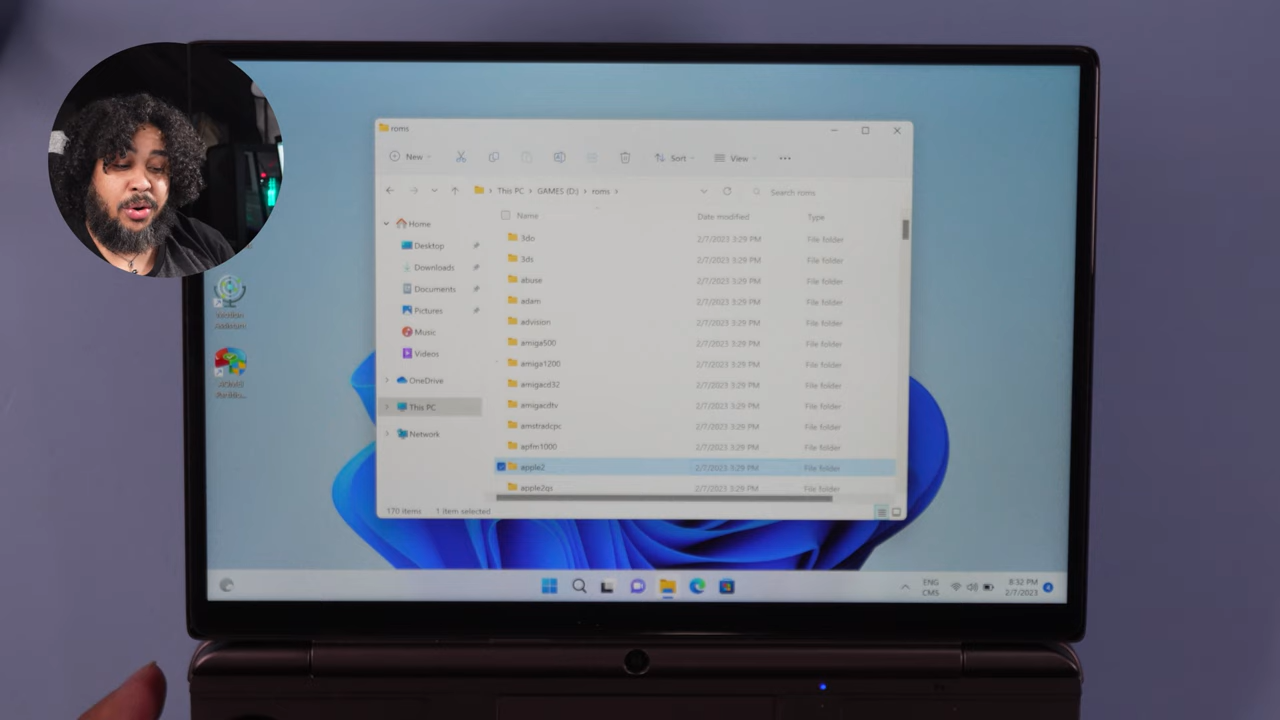 roms
New
Sort
View
This PC > GAMES (D:) > roms >
Search roms
Home
Desktop
Downloads
Documents
Pictures
Music
Videos
OneDrive
This PC
Network
Name Date modified Type
3do 2/7/2023 3:29 PM File folder
3ds 2/7/2023 3:29 PM File folder
abuse 2/7/2023 3:29 PM File folder
adam 2/7/2023 3:29 PM File folder
advision 2/7/2023 3:29 PM File folder
amiga500 2/7/2023 3:29 PM File folder
amiga1200 2/7/2023 3:29 PM File folder
amigacd32 2/7/2023 3:29 PM File folder
amigacdtv 2/7/2023 3:29 PM File folder
amstradcpc 2/7/2023 3:29 PM File folder
apfm1000 2/7/2023 3:29 PM File folder
apple2 2/7/2023 3:29 PM File folder
apple2gs 2/7/2023 3:29 PM File folder
170 items 1 item selected
ENG
CMS
8:32 PM
2/7/2023
4